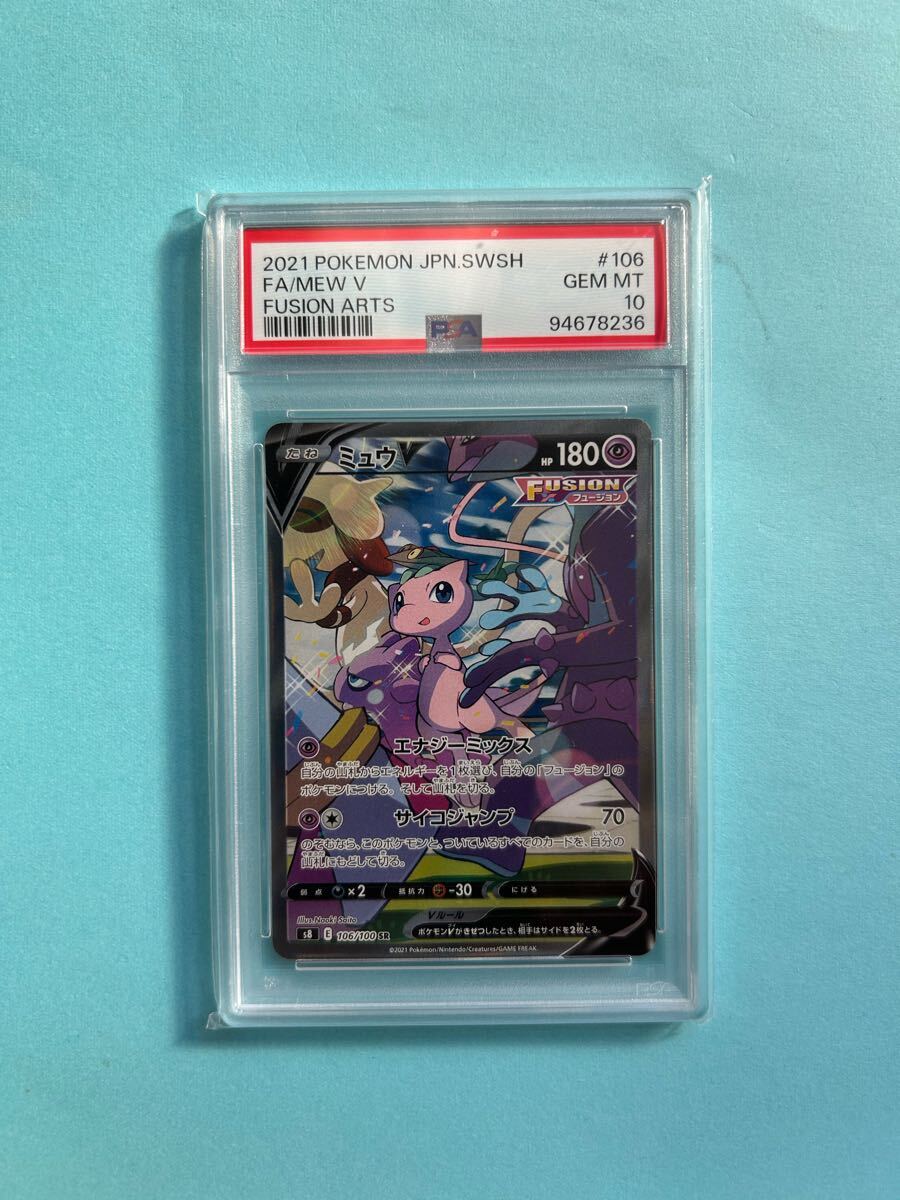 2021 POKEMON JPN.SWSH #106
FA/MEW V GEM MT
FUSION ARTS 10
PSA 94678236
たね ミュウ HP 180
FUSION
フュージョン
エナジーミックス
自分の山札からエネルギーを1枚選び、自分の「フュージョン」の
ポケモンにつける。そして山札を切る。
サイコジャンプ 70
のぞむなら、このポケモンと、ついているすべてのカードを、自分の
山札にもどして切る。
弱点 ×2 抵抗力 -30 にげる
Illus. Naoki Saito
Vルール
s8 E 106/100 SR ポケモンVがきぜつしたとき、相手はサイドを2枚とる。
©2021 Pokémon/Nintendo/Creatures/GAME FREAK.